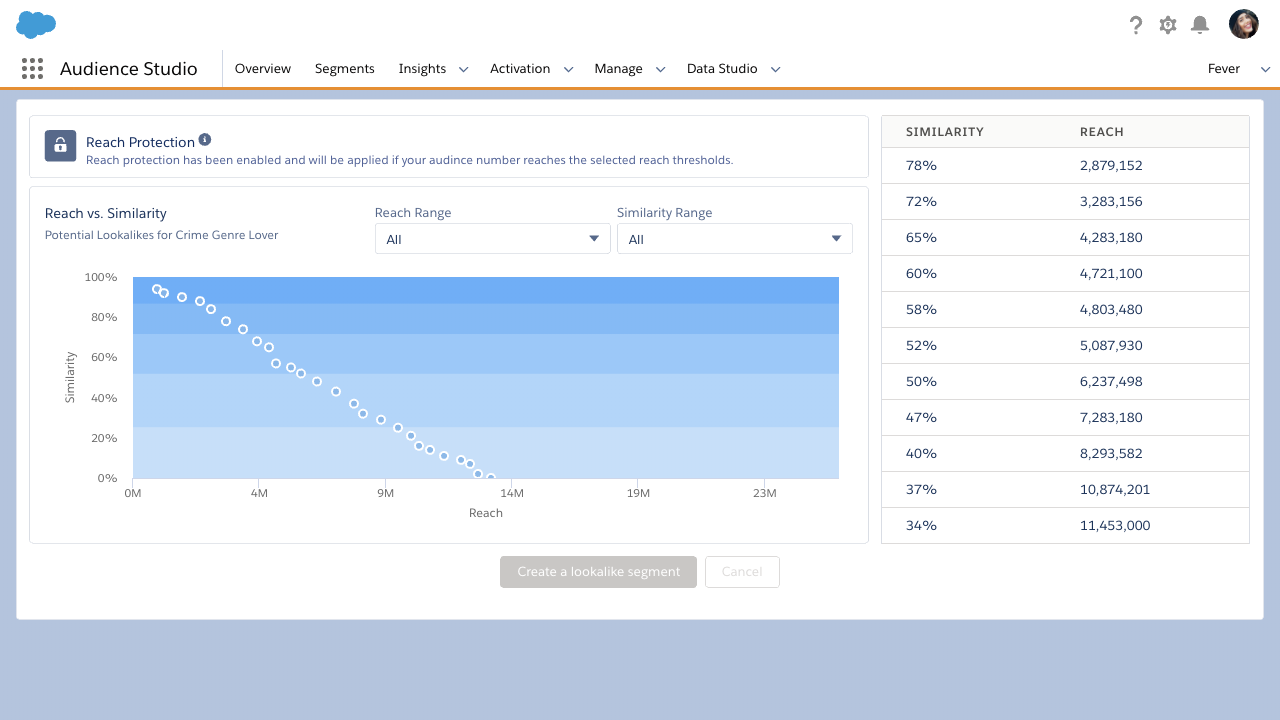 Audience Studio
Overview
Segments
Insights
Activation
Manage
Data Studio
Fever
Reach Protection
Reach protection has been enabled and will be applied if your audince number reaches the selected reach thresholds.
Reach vs. Similarity
Potential Lookalikes for Crime Genre Lover
Reach Range
All
Similarity Range
All
Similarity
100%
80%
60%
40%
20%
0%
0M 4M 9M 14M 19M 23M
Reach
SIMILARITY REACH
78% 2,879,152
72% 3,283,156
65% 4,283,180
60% 4,721,100
58% 4,803,480
52% 5,087,930
50% 6,237,498
47% 7,283,180
40% 8,293,582
37% 10,874,201
34% 11,453,000
Create a lookalike segment
Cancel